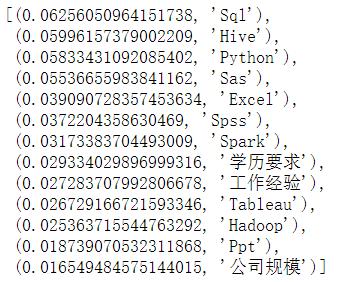 [(0.06256050964151738, 'Sql'),
(0.05996157379002209, 'Hive'),
(0.05833431092085402, 'Python'),
(0.05536655983841162, 'Sas'),
(0.039090728357453634, 'Excel'),
(0.0372204358630469, 'Spss'),
(0.03173383704493009, 'Spark'),
(0.029334029896999316, '学历要求'),
(0.027283707992806678, '工作经验'),
(0.026729166721593346, 'Tableau'),
(0.025363715544763292, 'Hadoop'),
(0.018739070532311868, 'Ppt'),
(0.016549484575144015, '公司规模')]